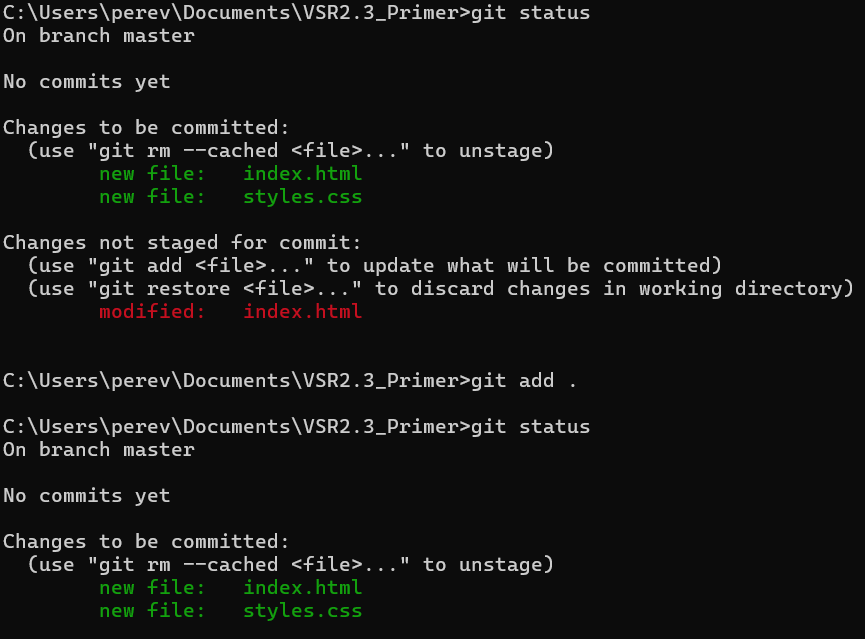 C:\Users\perev\Documents\VSR2.3_Primer>git status
On branch master
No commits yet
Changes to be committed:
  (use "git rm --cached <file>..." to unstage)
        new file:   index.html
        new file:   styles.css
Changes not staged for commit:
  (use "git add <file>..." to update what will be committed)
  (use "git restore <file>..." to discard changes in working directory)
        modified:   index.html
C:\Users\perev\Documents\VSR2.3_Primer>git add .
C:\Users\perev\Documents\VSR2.3_Primer>git status
On branch master
No commits yet
Changes to be committed:
  (use "git rm --cached <file>..." to unstage)
        new file:   index.html
        new file:   styles.css